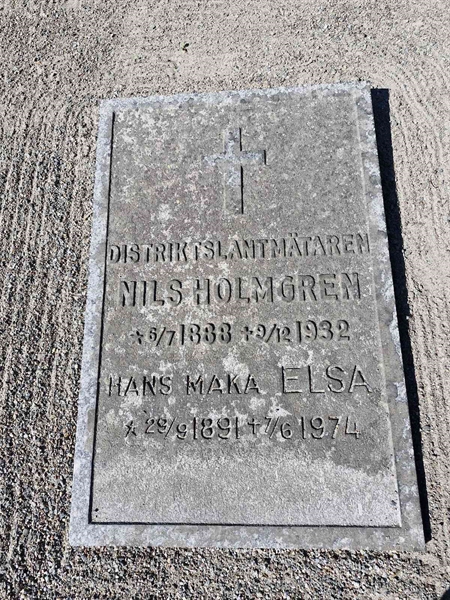 DISTRIKTSLANTMÄTAREN
NILS HOLMGREN
* 6/7 1888 + 9/12 1932
HANS MAKA ELSA
* 29/9 1891 + 7/6 1974